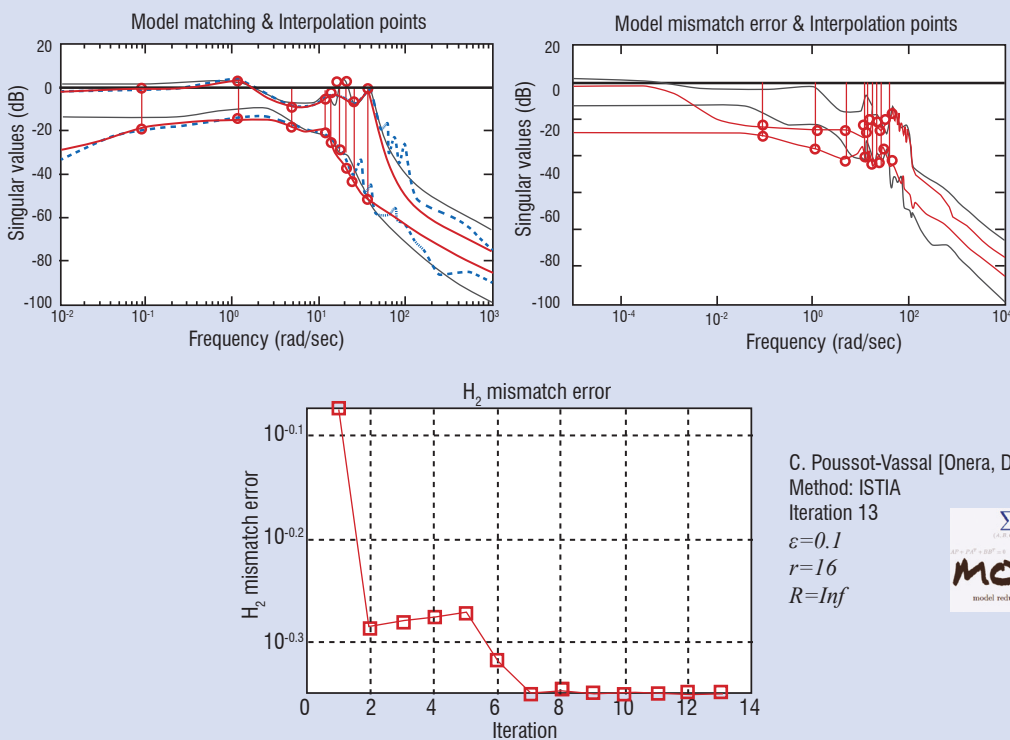 Model matching & Interpolation points
Singular values (dB)
20
0
-20
-40
-60
-80
-100
10-2
10-1
100
101
102
103
Frequency (rad/sec)
Model mismatch error & Interpolation points
Singular values (dB)
20
0
-20
-40
-60
-80
-100
10-4
10-2
100
102
104
Frequency (rad/sec)
H2 mismatch error
H2 mismatch error
10-0.1
10-0.2
10-0.3
0
2
4
6
8
10
12
14
Iteration
C. Poussot-Vassal [Onera, D
Method: ISTIA
Iteration 13
ε=0.1
r=16
R=Inf
Σ
model redu